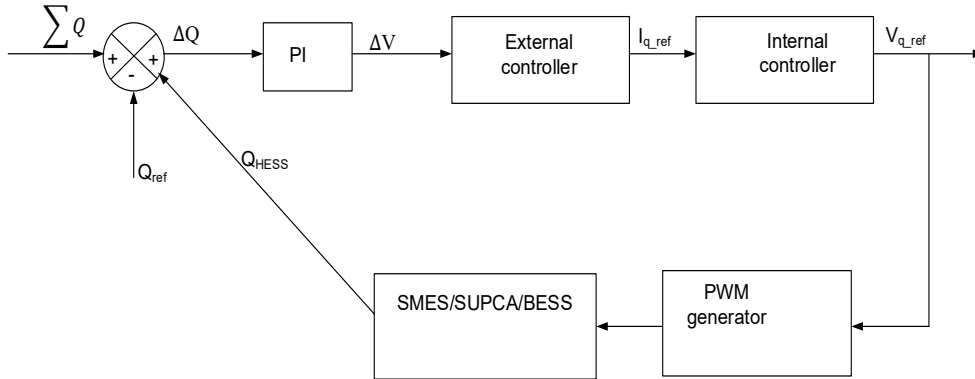 ∑ Q
ΔQ
PI
ΔV
External
controller
I_q_ref
Internal
controller
V_q_ref
+
+
-
Q_ref
Q_HESS
SMES/SUPCA/BESS
PWM
generator